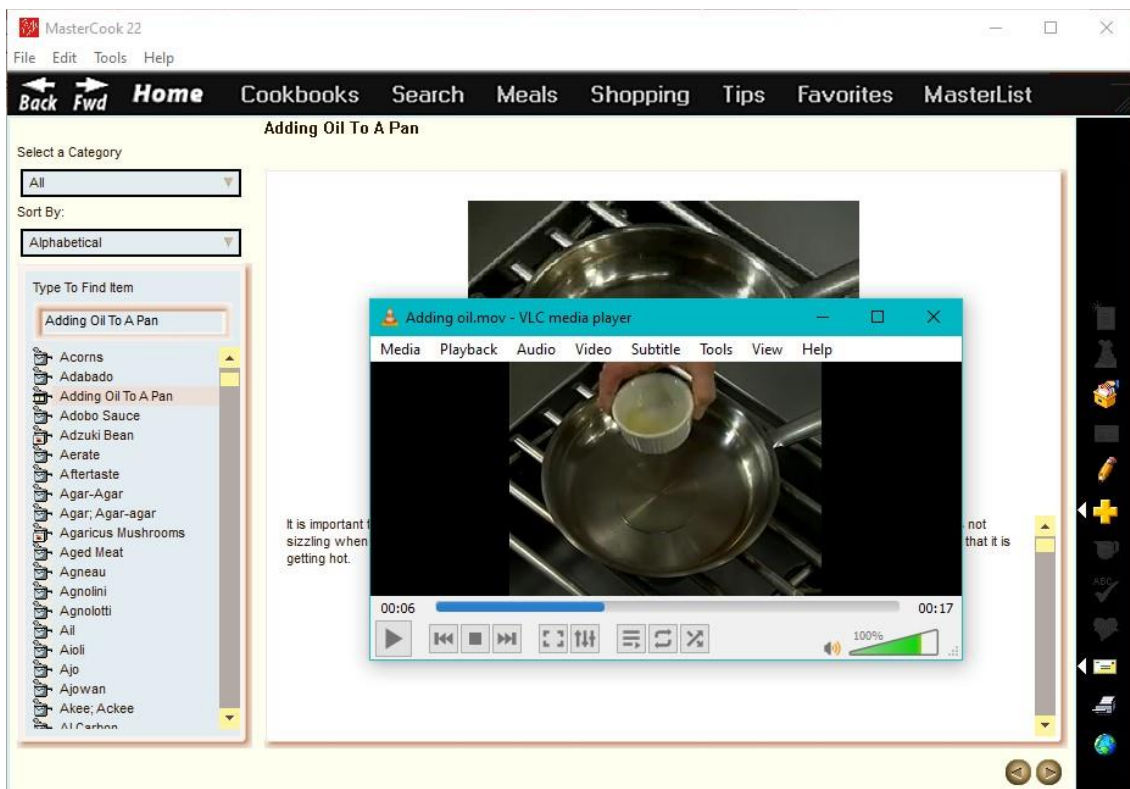 MasterCook 22
File Edit Tools Help
Back Fwd Home Cookbooks Search Meals Shopping Tips Favorites MasterList
Adding Oil To A Pan
Select a Category
All
Sort By:
Alphabetical
Type To Find Item
Adding Oil To A Pan
Acorns
Adabado
Adding Oil To A Pan
Adobo Sauce
Adzuki Bean
Aerate
Aftertaste
Agar-Agar
Agar; Agar-agar
Agaricus Mushrooms
Aged Meat
Agneau
Agnolini
Agnolotti
Ail
Aioli
Ajo
Ajowan
Akee; Ackee
Al Carbon
It is important
not
sizzling when
that it is
getting hot.
Adding oil.mov - VLC media player
Media Playback Audio Video Subtitle Tools View Help
00:06 00:17
100%
ABC